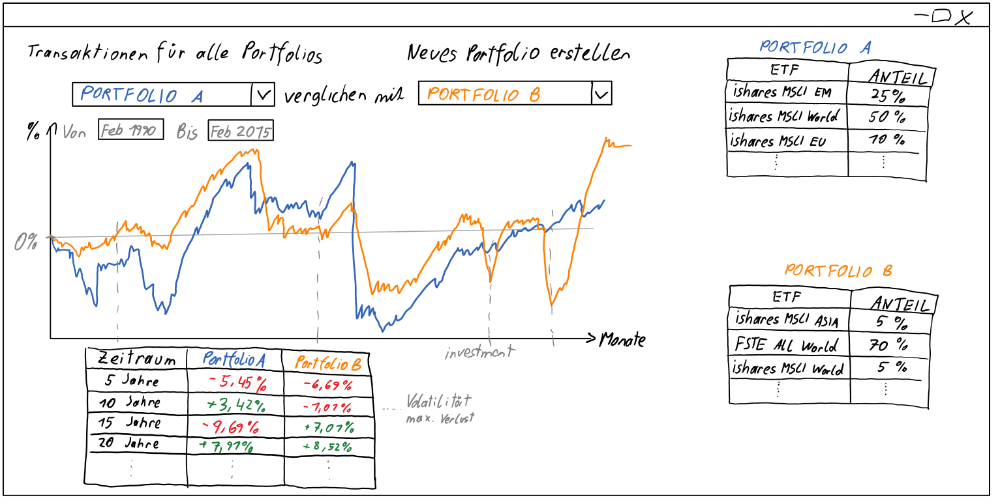 Transaktionen für alle Portfolios
Neues Portfolio erstellen
PORTFOLIO A verglichen mit PORTFOLIO B
% Von Feb 1990 Bis Feb 2075
0%
Monate
investment
Zeitraum Portfolio A Portfolio B
5 Jahre -5,45% -6,69%
10 Jahre +3,42% -1,01%
15 Jahre -9,69% +7,01%
20 Jahre +7,97% +8,52%
Volatilität
max. Verlust
PORTFOLIO A
ETF ANTEIL
ishares MSCI EM 25%
ishares MSCI World 50%
ishares MSCI EU 10%
PORTFOLIO B
ETF ANTEIL
ishares MSCI ASIA 5%
FSTE ALL World 70%
ishares MSCI World 5%